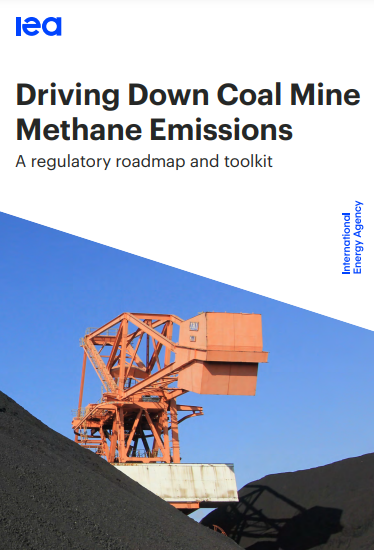 iea
Driving Down Coal Mine
Methane Emissions
A regulatory roadmap and toolkit
International
Energy Agency